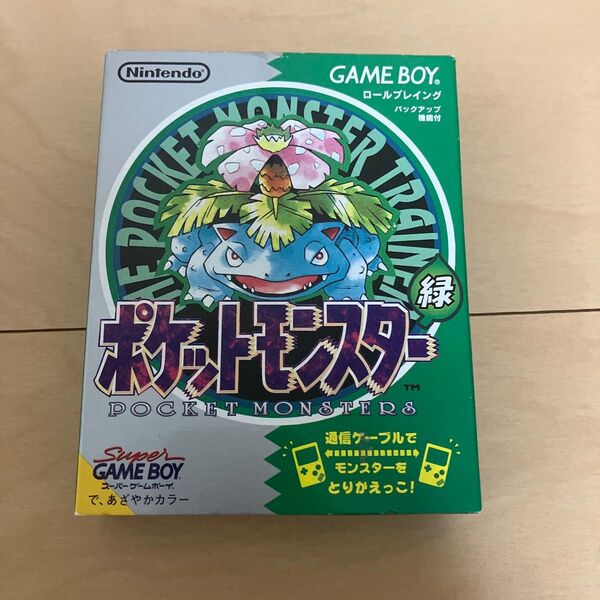 Nintendo®
GAME BOY®
ロールプレイング
バックアップ
機能付
THE POCKET MONSTER TRAINER
緑
ポケットモンスター
TM
POCKET MONSTERS
Super
GAME BOY
スーパーゲームボーイ
で、あざやかカラー
通信ケーブルで
モンスターを
とりかえっこ!